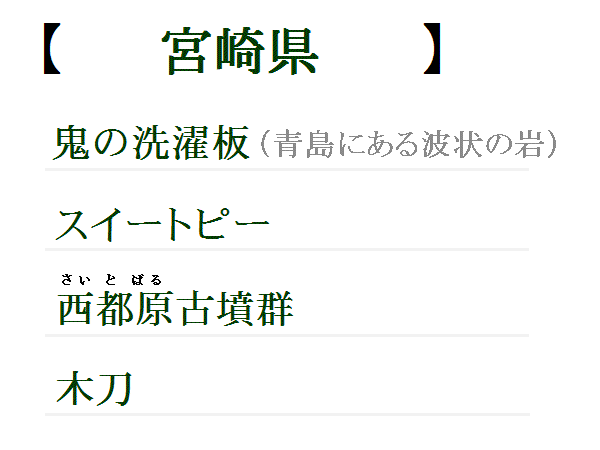 【 宮崎県 】
鬼の洗濯板（青島にある波状の岩）
スイートピー
さい と ばる
西都原古墳群
木刀